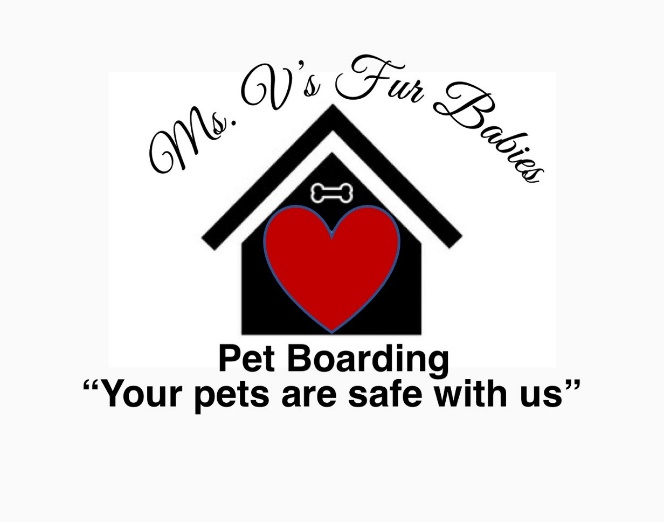 Ms. V's Fur Babies
Pet Boarding
“Your pets are safe with us”